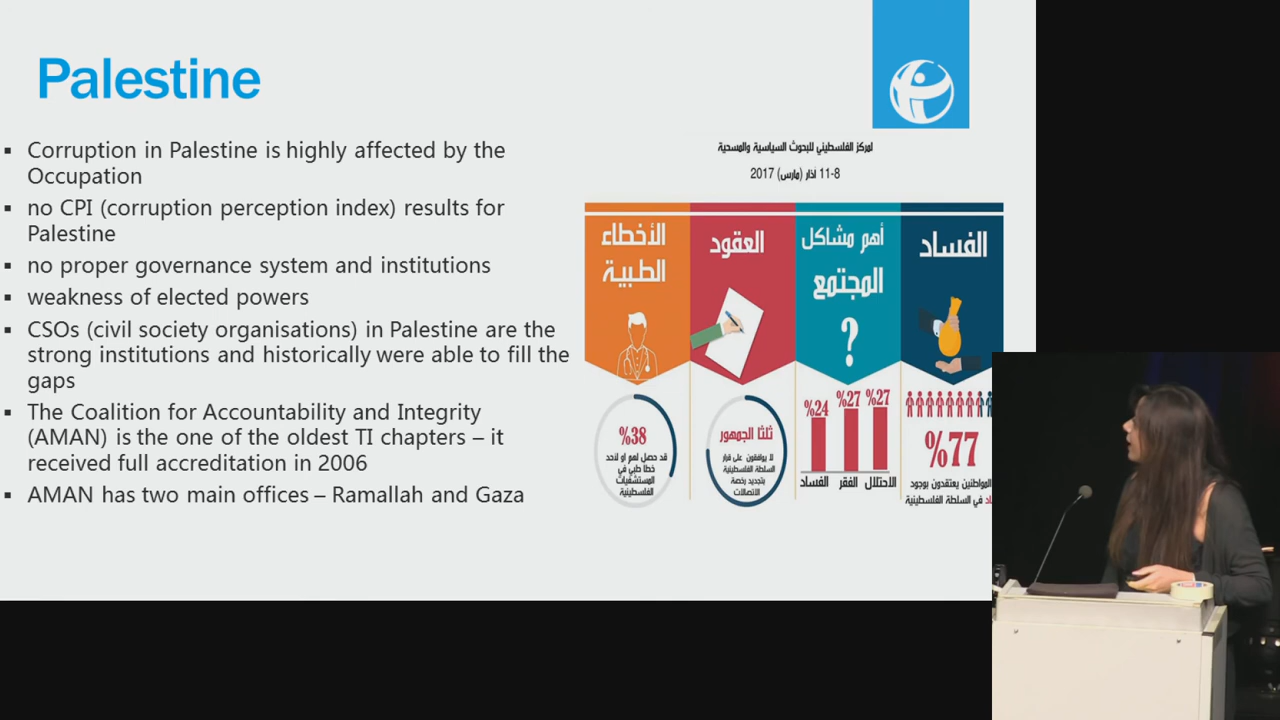 Palestine
▪ Corruption in Palestine is highly affected by the
Occupation
▪ no CPI (corruption perception index) results for
Palestine
▪ no proper governance system and institutions
▪ weakness of elected powers
▪ CSOs (civil society organisations) in Palestine are the
strong institutions and historically were able to fill the
gaps
▪ The Coalition for Accountability and Integrity
(AMAN) is the one of the oldest TI chapters – it
received full accreditation in 2006
▪ AMAN has two main offices – Ramallah and Gaza
لمركز الفلسطيني للبحوث السياسية والمسحية
8-11 آذار (مارس) 2017
الفساد
%77
المواطنين يعتقدون بوجود
في السلطة الفلسطينية
أهم مشاكل
المجتمع
?
%27 %27 %24
الاحتلال الفقر الفساد
العقود
ثلثا الجمهور
لا يوافقون على قرار
السلطة الفلسطينية
بتجديد رخصة
الاتصالات
الأخطاء
الطبية
%38
قد حصل لهم او لاحد
خطأ طبي في
المستشفيات
الفلسطينية